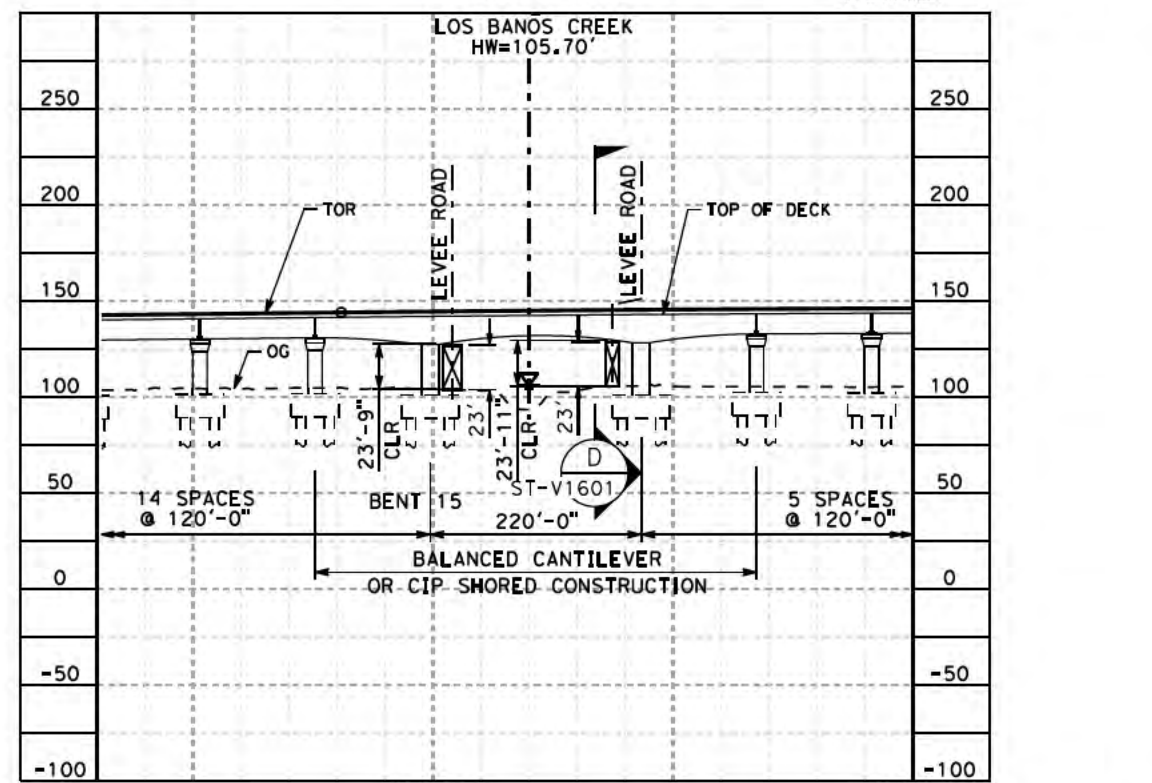 LOS BANOS CREEK
HW=105.70'
250
250
LEVEE ROAD
LEVEE ROAD
200
200
TOR
TOP OF DECK
150
150
OG
100
100
23'-9"
CLR
23'
23'-11"
CLR
23'
D
ST-V1601
50
50
14 SPACES
@ 120'-0"
BENT 15
220'-0"
5 SPACES
@ 120'-0"
BALANCED CANTILEVER
OR CIP SHORED CONSTRUCTION
0
0
-50
-50
-100
-100